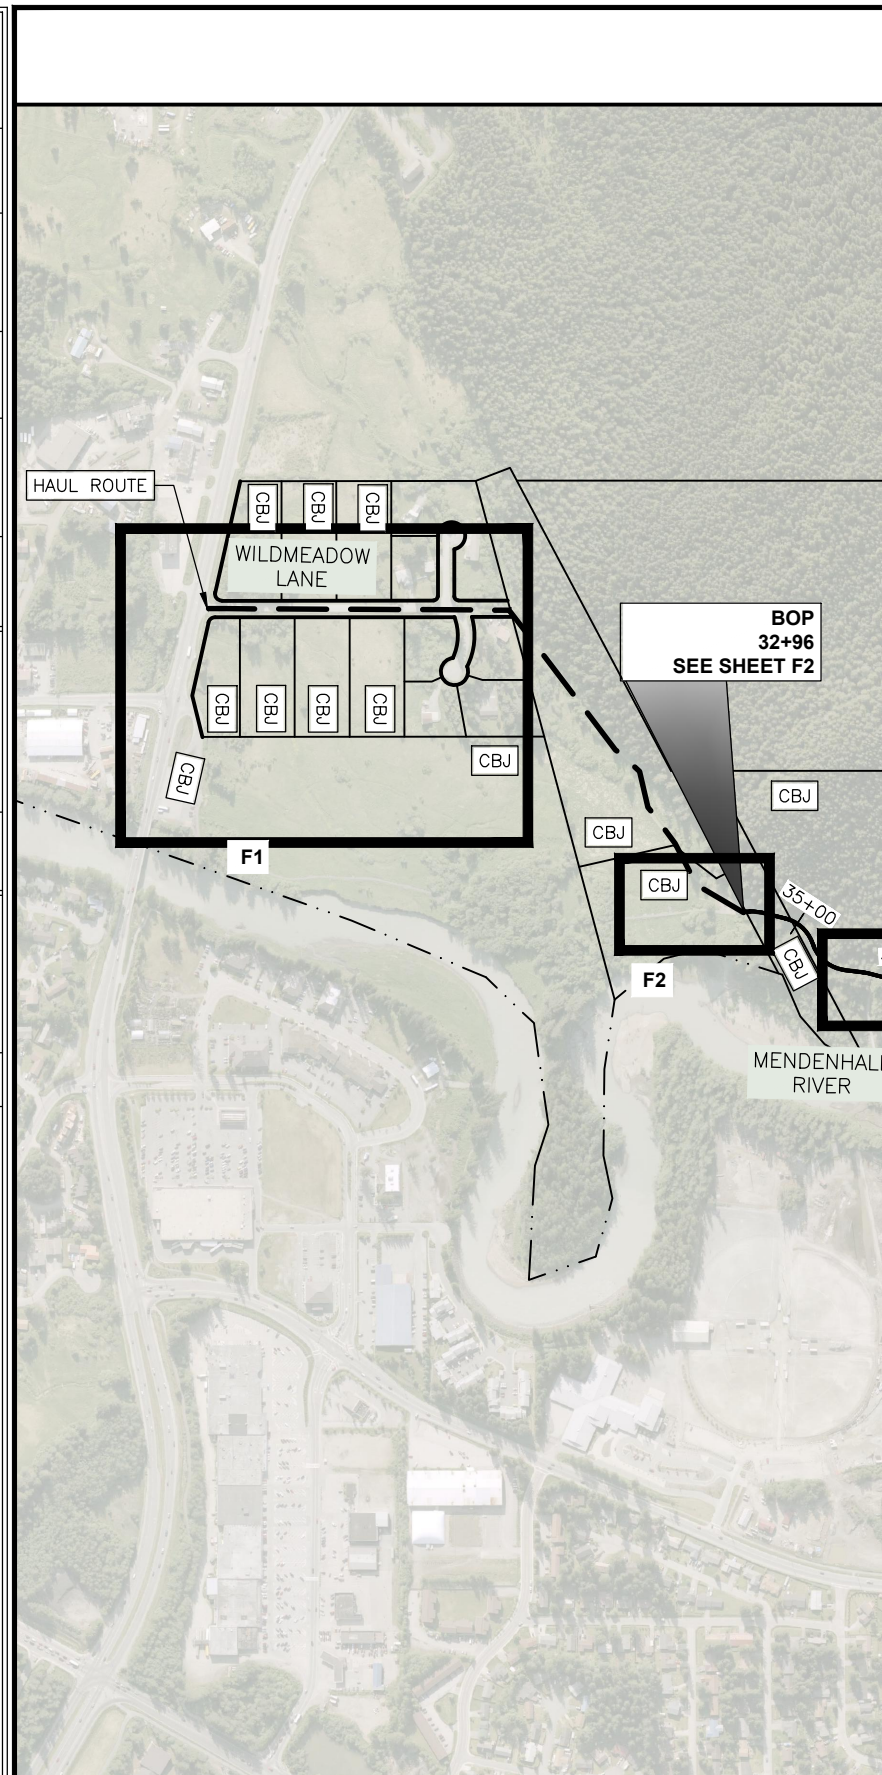 HAUL ROUTE
CBJ
CBJ
CBJ
WILDMEADOW
LANE
BOP
32+96
SEE SHEET F2
CBJ
CBJ
CBJ
CBJ
CBJ
CBJ
CBJ
CBJ
F1
CBJ
35+00
CBJ
F2
MENDENHALL
RIVER